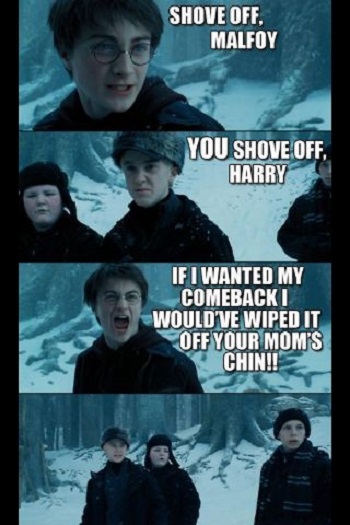 SHOVE OFF,
MALFOY
YOU SHOVE OFF,
HARRY
IF I WANTED MY
COMEBACK I
WOULD'VE WIPED IT
OFF YOUR MOM'S
CHIN!!